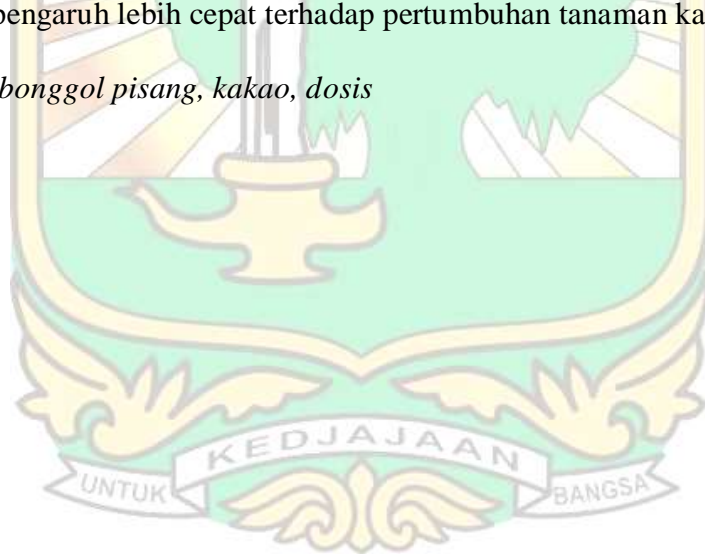 pengaruh lebih cepat terhadap pertumbuhan tanaman ka
bonggol pisang, kakao, dosis
KEDJAJAAN
UNTUK BANGSA